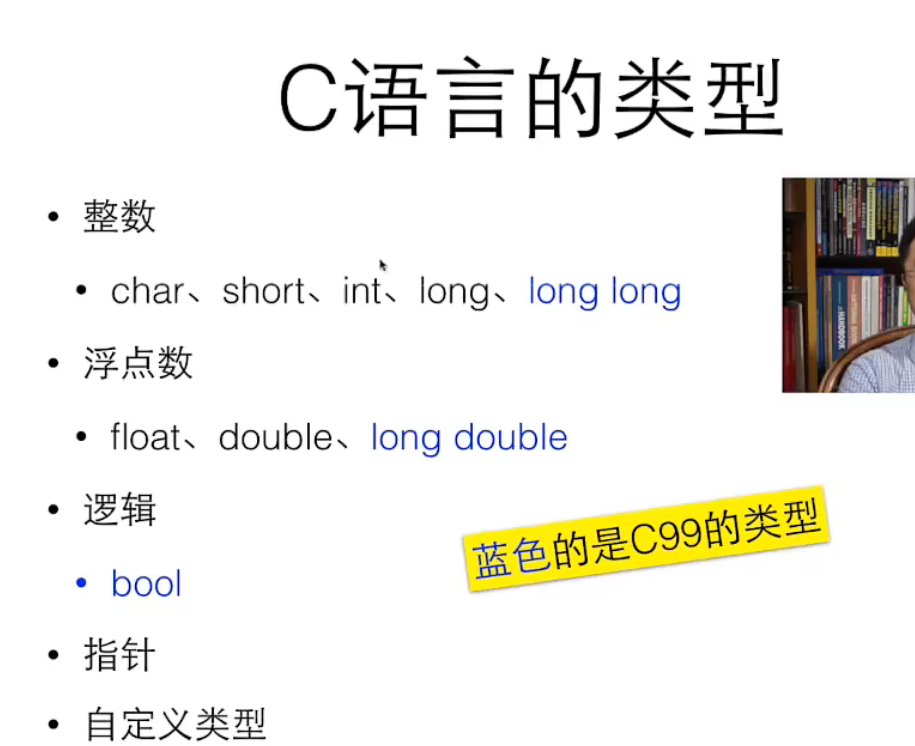 C语言的类型
• 整数
• char、short、int、long、long long
• 浮点数
• float、double、long double
• 逻辑
• bool
蓝色的是C99的类型
• 指针
• 自定义类型